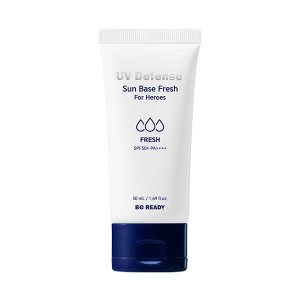 UV Defense
Sun Base Fresh
For Heroes
FRESH
SPF50+ PA++++
50 mL / 1.69 fl.oz.
BE READY